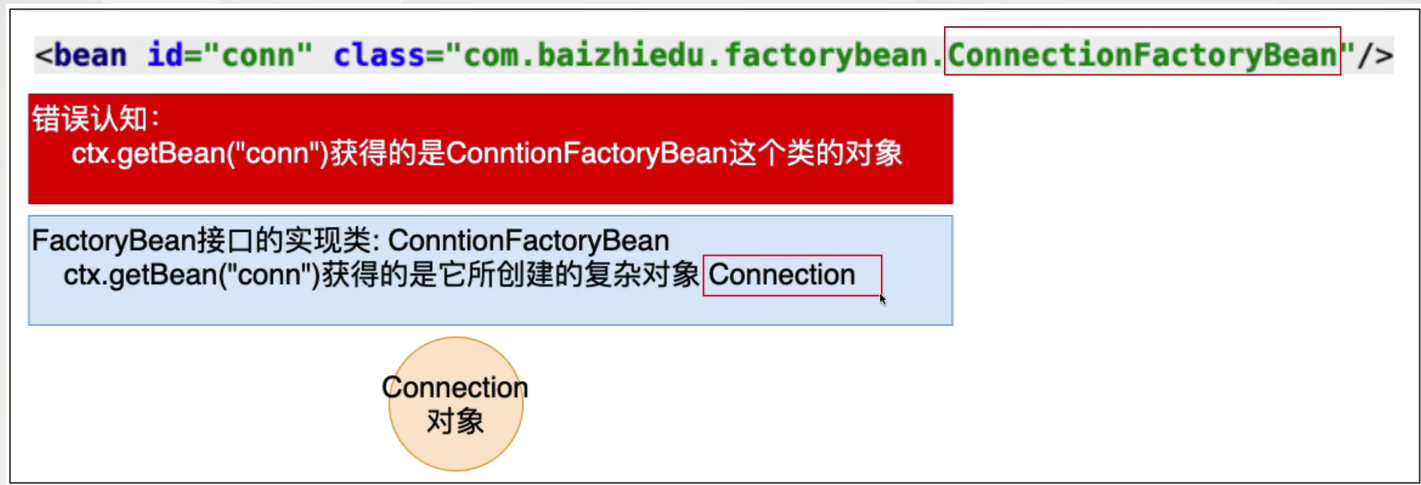 <bean id="conn" class="com.baizhiedu.factorybean.ConnectionFactoryBean"/>
错误认知：
ctx.getBean("conn")获得的是ConntionFactoryBean这个类的对象
FactoryBean接口的实现类: ConntionFactoryBean
ctx.getBean("conn")获得的是它所创建的复杂对象 Connection
Connection
对象